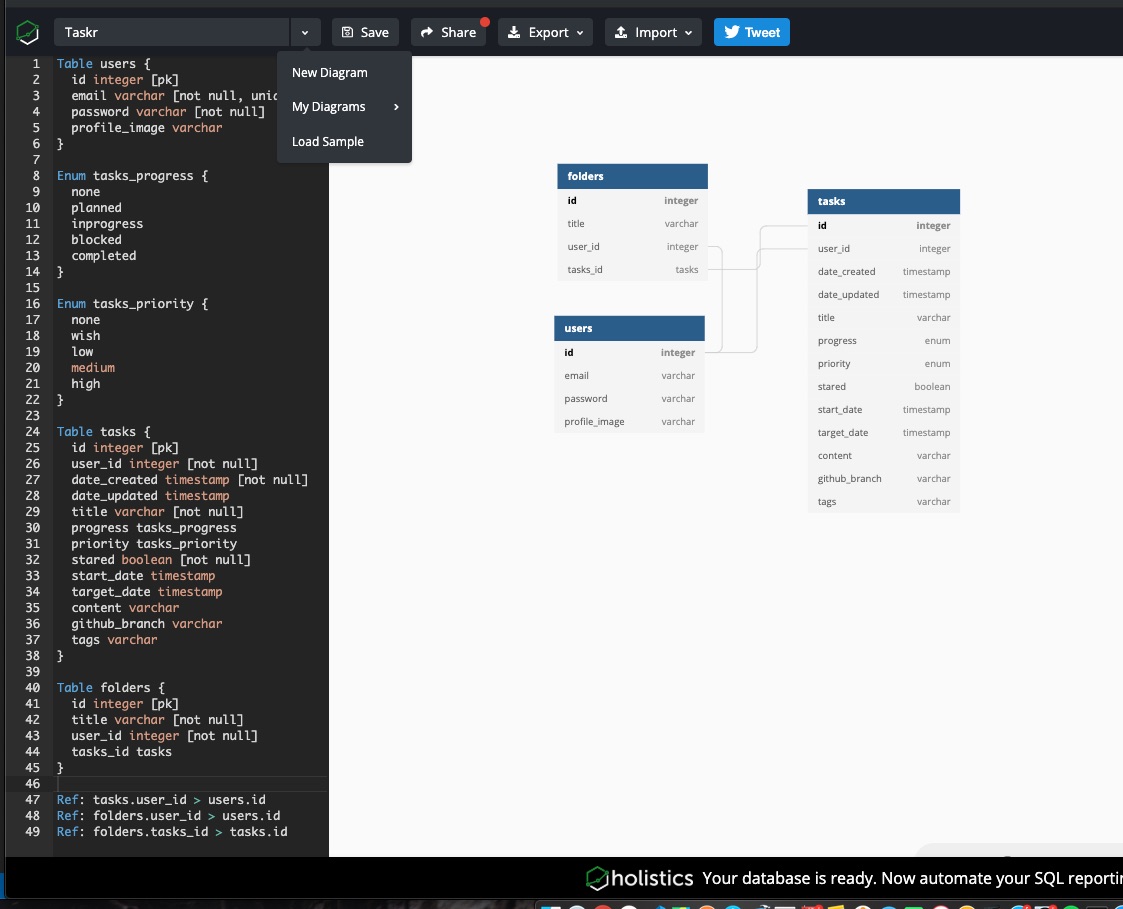 Taskr
Save
Share
Export
Import
Tweet
New Diagram
My Diagrams
Load Sample
1 Table users {
2 id integer [pk]
3 email varchar [not null,
4 password varchar [not null]
5 profile_image varchar
6 }
7
8 Enum tasks_progress {
9 none
10 planned
11 inprogress
12 blocked
13 completed
14 }
15
16 Enum tasks_priority {
17 none
18 wish
19 low
20 medium
21 high
22 }
23
24 Table tasks {
25 id integer [pk]
26 user_id integer [not null]
27 date_created timestamp [not null]
28 date_updated timestamp
29 title varchar [not null]
30 progress tasks_progress
31 priority tasks_priority
32 stared boolean [not null]
33 start_date timestamp
34 target_date timestamp
35 content varchar
36 github_branch varchar
37 tags varchar
38 }
39
40 Table folders {
41 id integer [pk]
42 title varchar [not null]
43 user_id integer [not null]
44 tasks_id tasks
45 }
46
47 Ref: tasks.user_id > users.id
48 Ref: folders.user_id > users.id
49 Ref: folders.tasks_id > tasks.id
folders
id integer
title varchar
user_id integer
tasks_id tasks
users
id integer
email varchar
password varchar
profile_image varchar
tasks
id integer
user_id integer
date_created timestamp
date_updated timestamp
title varchar
progress enum
priority enum
stared boolean
start_date timestamp
target_date timestamp
content varchar
github_branch varchar
tags varchar
holistics Your database is ready. Now automate your SQL reportin